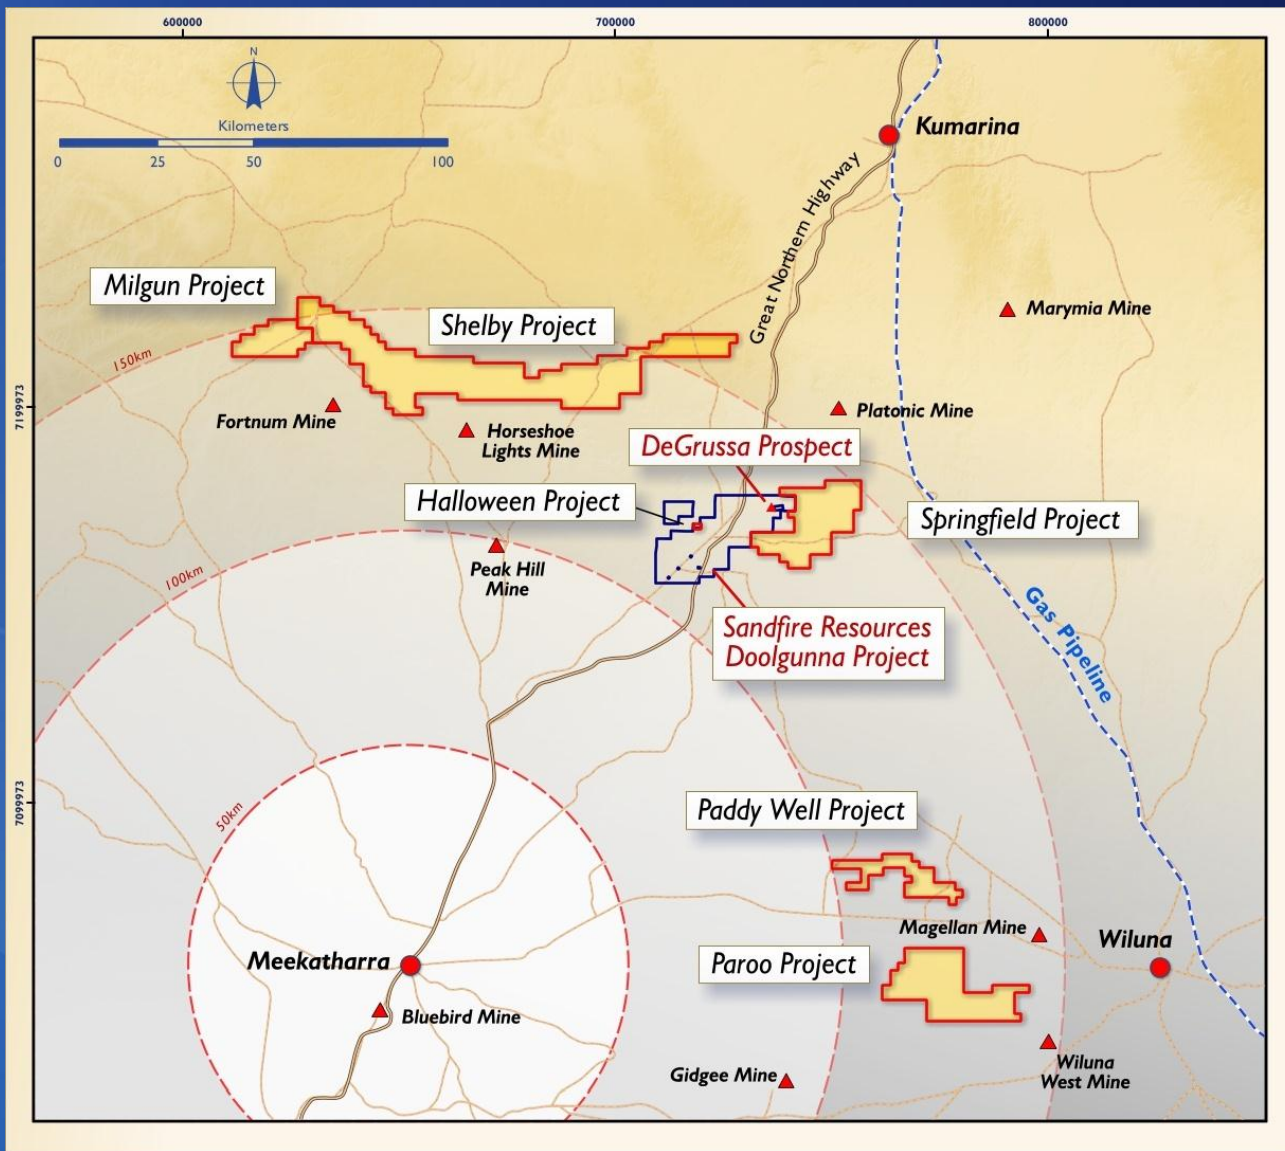 600000
700000
800000
N
Kilometers
0
25
50
100
Kumarina
Great Northern Highway
Milgun Project
Shelby Project
Marymia Mine
150km
7199973
Fortnum Mine
Horseshoe
Lights Mine
Platonic Mine
DeGrussa Prospect
Halloween Project
Springfield Project
100km
Peak Hill
Mine
Sandfire Resources
Doolgunna Project
Gas Pipeline
7099973
50km
Paddy Well Project
Magellan Mine
Wiluna
Meekatharra
Paroo Project
Bluebird Mine
Gidgee Mine
Wiluna
West Mine